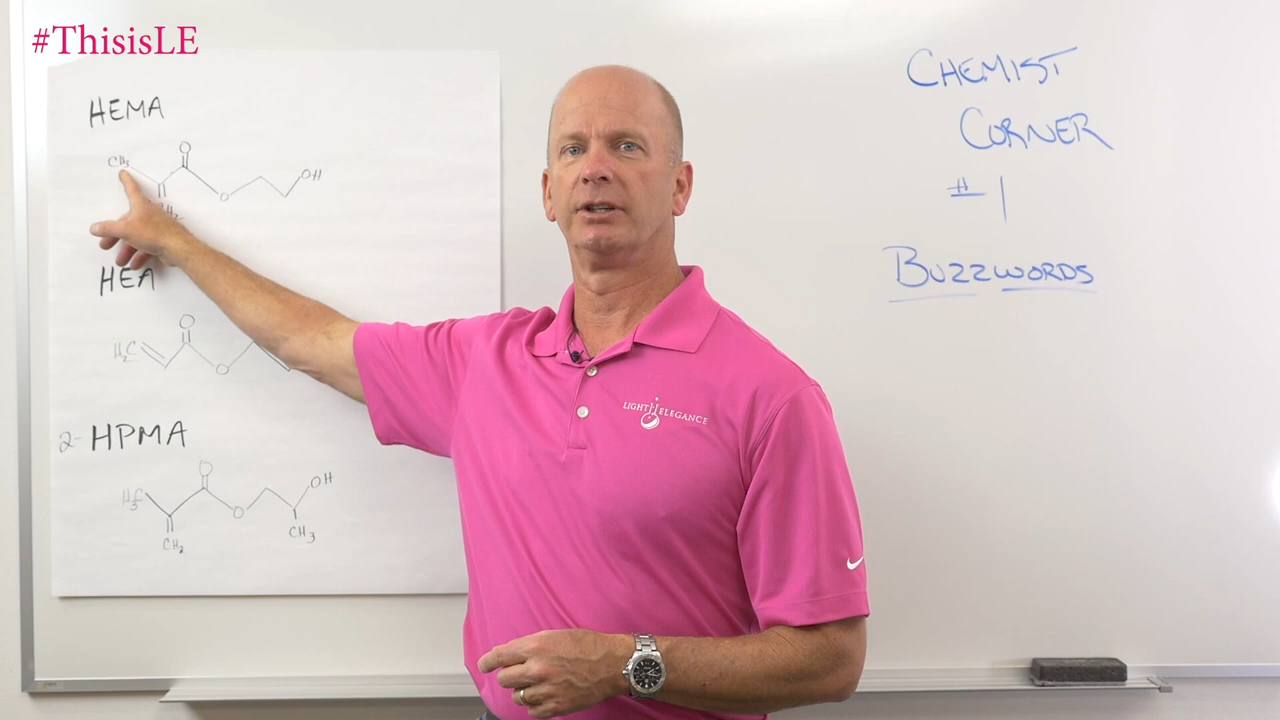 #ThisisLE
HEMA
CH3
O
O
OH
HEA
H2C
O
O
2-HPMA
H3C
O
O
OH
CH2
CH3
CHEMIST
CORNER
#1
BUZZWORDS
LIGHT ELEGANCE